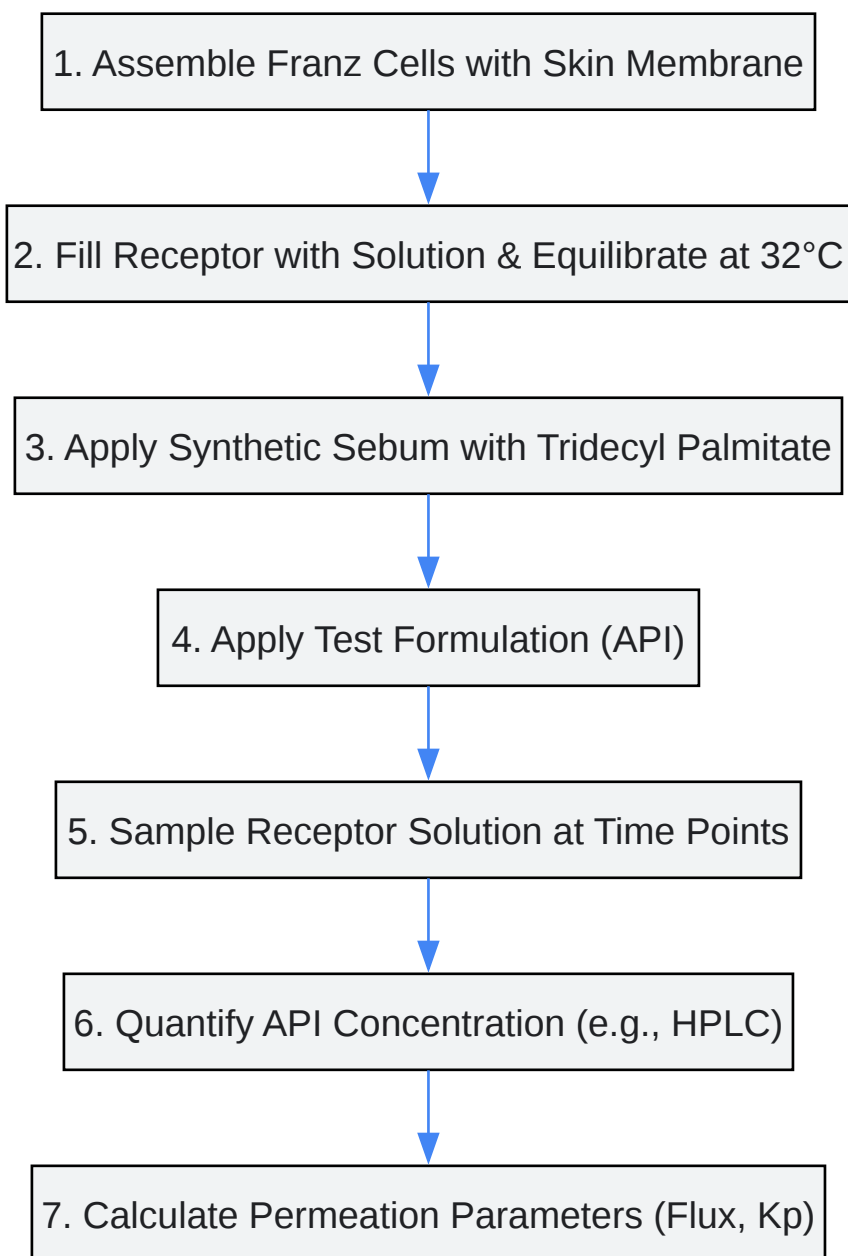 1. Assemble Franz Cells with Skin Membrane
2. Fill Receptor with Solution & Equilibrate at 32°C
3. Apply Synthetic Sebum with Tridecyl Palmitate
4. Apply Test Formulation (API)
5. Sample Receptor Solution at Time Points
6. Quantify API Concentration (e.g., HPLC)
7. Calculate Permeation Parameters (Flux, Kp)